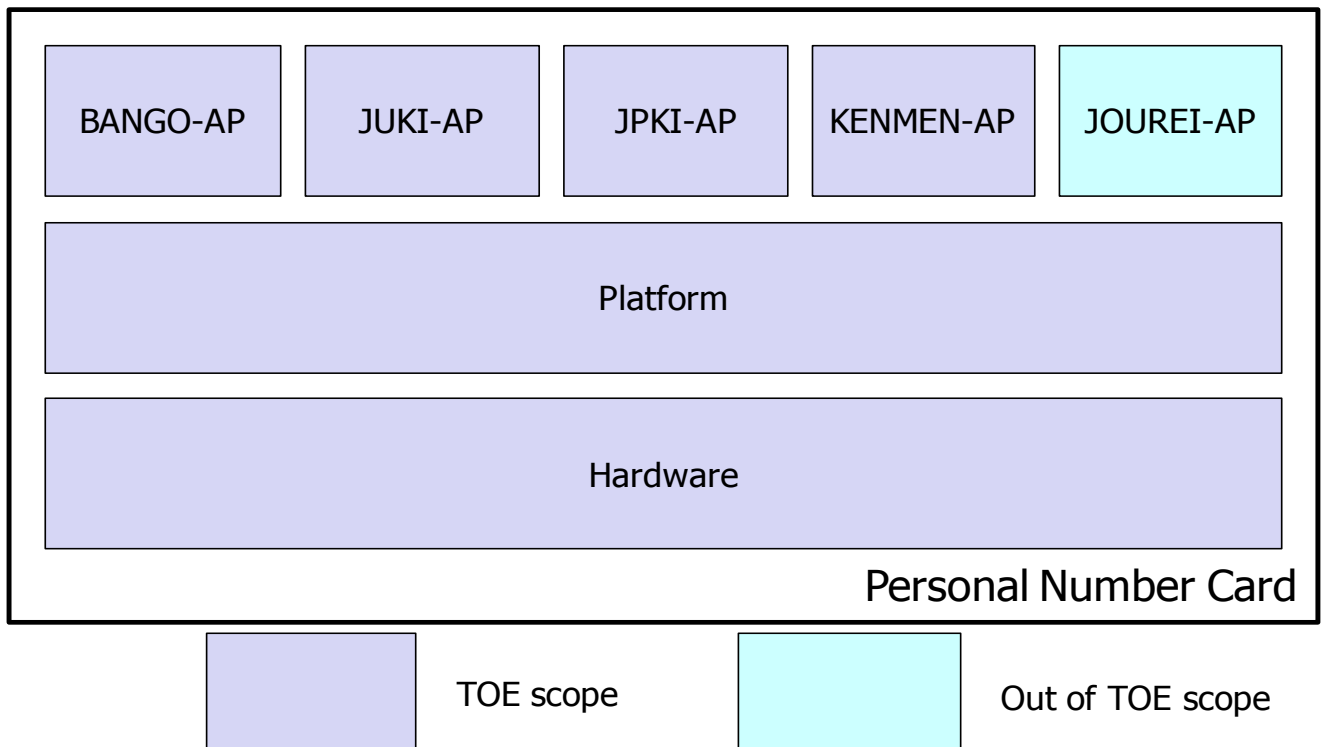 BANGO-AP JUKI-AP JPKI-AP KENMEN-AP JOUREI-AP
Platform
Hardware
Personal Number Card
TOE scope Out of TOE scope